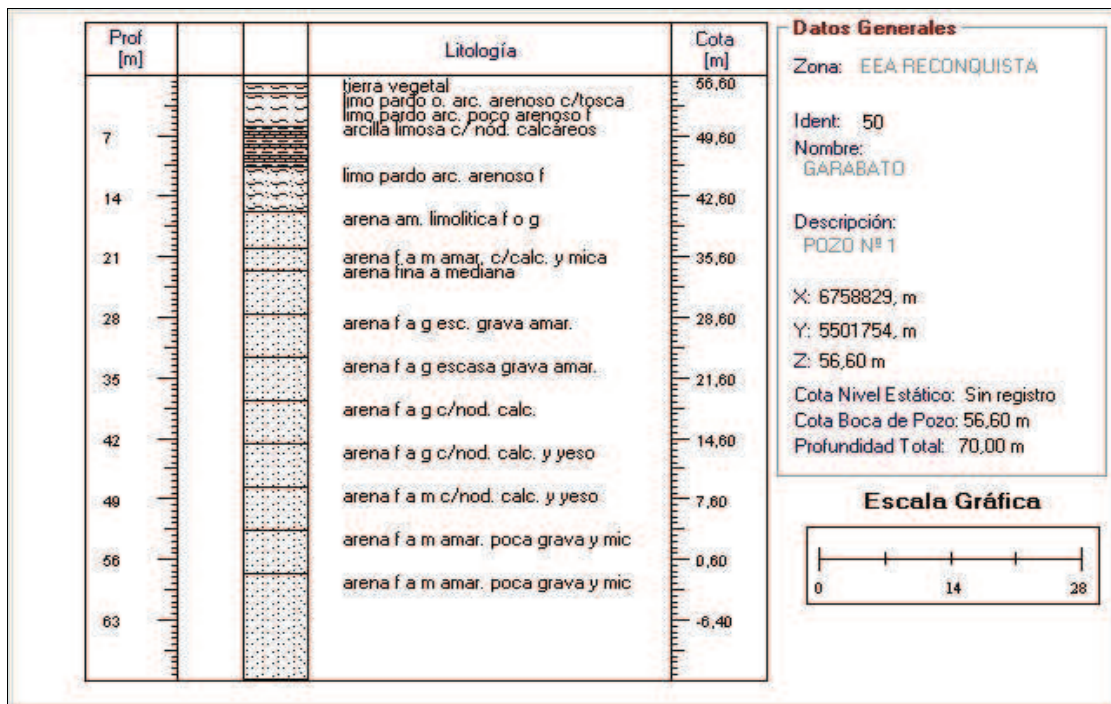 Prof
[m]
Litología
Cota
[m]
tierra vegetal
limo pardo o. arc. arenoso c/tosca
limo pardo arc. poco arenoso f
arcilla limosa c/ nód. calcáreos
limo pardo arc. arenoso f
arena am. limolitica f o g
arena f a m amar, c/calc. y mica
arena fina a mediana
arena f a g esc. grava amar.
arena f a g escasa grava amar.
arena f a g c/nod. calc.
arena f a g c/nod. calc. y yeso
arena f a m c/nod. calc. y yeso
arena f a m amar. poca grava y mic
arena f a m amar. poca grava y mic
7
14
21
28
35
42
49
56
63
56,60
49,60
42,60
35,60
28,60
21,60
14,60
7,60
0,60
-6,40
Datos Generales
Zona: EEA RECONQUISTA
Ident: 50
Nombre:
GARABATO
Descripción:
POZO Nº 1
X: 6758829, m
Y: 5501754, m
Z: 56,60 m
Cota Nivel Estático: Sin registro
Cota Boca de Pozo: 56,60 m
Profundidad Total: 70,00 m
Escala Gráfica
0 14 28